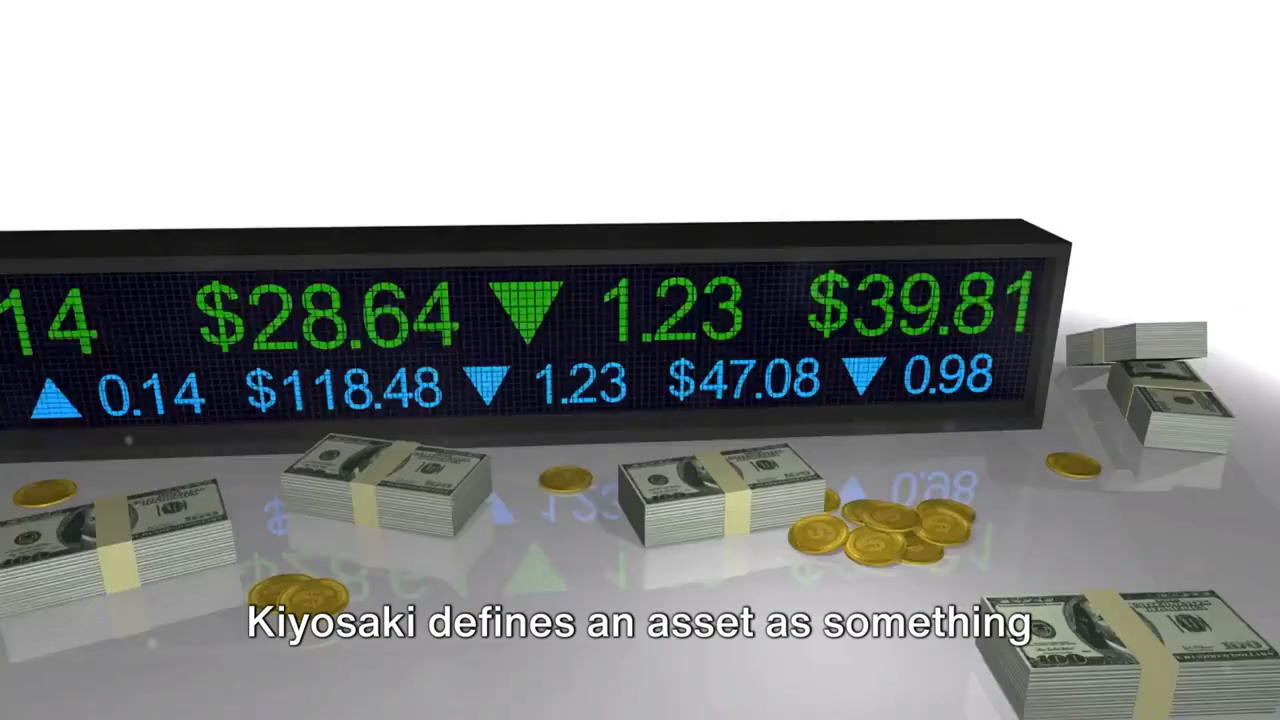 14 $28.64 ▼ 1.23 $39.81
▲ 0.14 $118.48 ▼ 1.23 $47.08 ▼ 0.98
Kiyosaki defines an asset as something